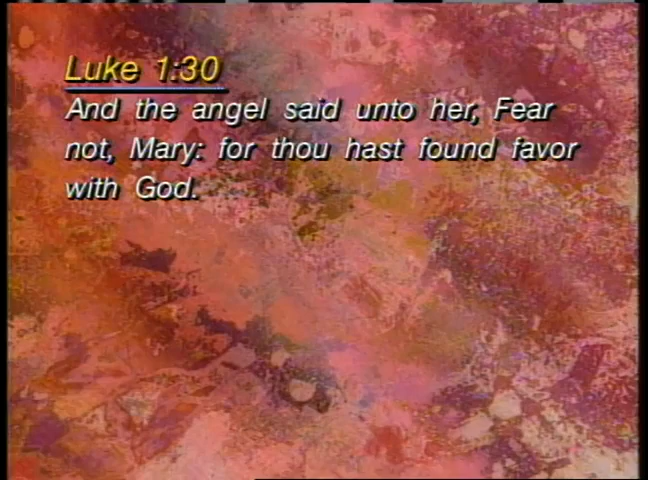 Luke 1:30
And the angel said unto her, Fear
not, Mary: for thou hast found favor
with God.